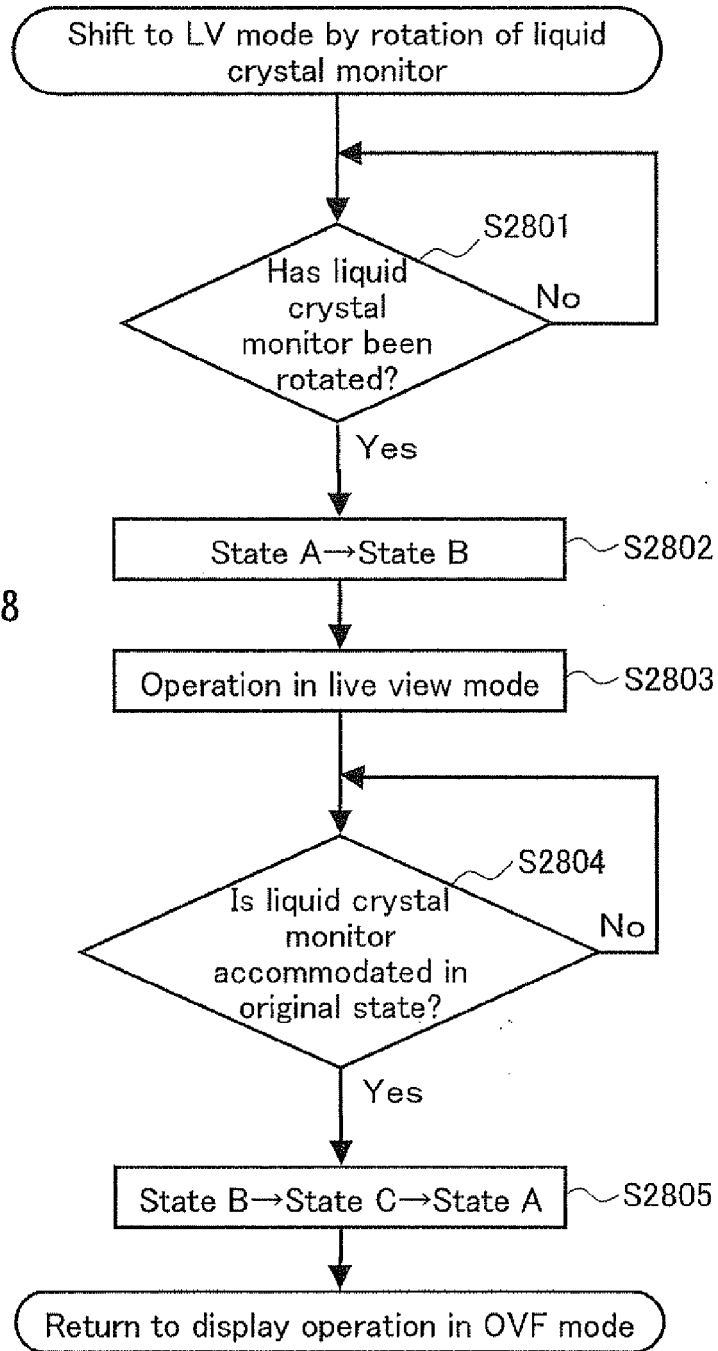 Shift to LV mode by rotation of liquid
crystal monitor
S2801
Has liquid
crystal
monitor been
rotated?
No
Yes
State A→State B
S2802
8
Operation in live view mode
S2803
S2804
Is liquid crystal
monitor
accommodated in
original state?
No
Yes
State B→State C→State A
S2805
Return to display operation in OVF mode